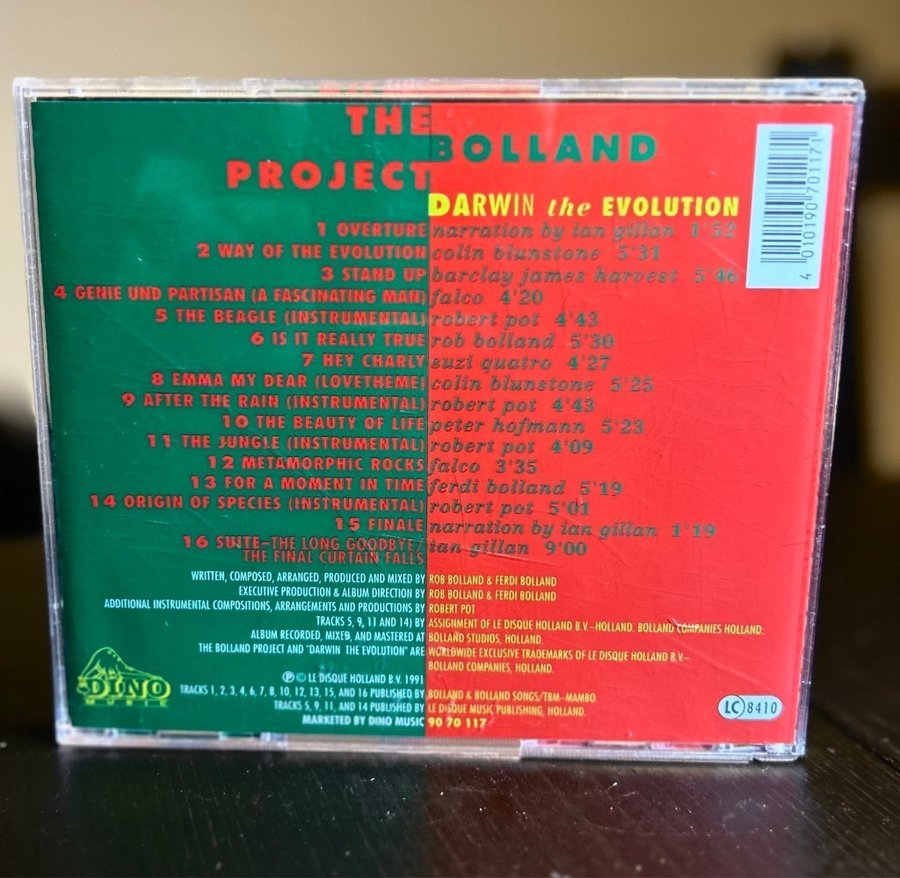 THE
BOLLAND
PROJECT
DARWIN the EVOLUTION
1 OVERTURE narration by ian gillan 1'52
2 WAY OF THE EVOLUTION colin blunstone 5'31
3 STAND UP barclay james harvest 5'46
4 GENIE UND PARTISAN (A FASCINATING MAN) falco 4'20
5 THE BEAGLE (INSTRUMENTAL) robert pot 4'43
6 IS IT REALLY TRUE rob bolland 5'30
7 HEY CHARLY suzi quatro 4'27
8 EMMA MY DEAR (LOVETHEME) colin blunstone 5'25
9 AFTER THE RAIN (INSTRUMENTAL) robert pot 4'43
10 THE BEAUTY OF LIFE peter hofmann 5'23
11 THE JUNGLE (INSTRUMENTAL) robert pot 4'09
12 METAMORPHIC ROCKS falco 3'35
13 FOR A MOMENT IN TIME ferdi bolland 5'19
14 ORIGIN OF SPECIES (INSTRUMENTAL) robert pot 5'01
15 FINALE narration by ian gillan 1'19
16 SUITE–THE LONG GOODBYE/ ian gillan 9'00
THE FINAL CURTAIN FALLS
WRITTEN, COMPOSED, ARRANGED, PRODUCED AND MIXED BY ROB BOLLAND & FERDI BOLLAND
EXECUTIVE PRODUCTION & ALBUM DIRECTION BY ROB BOLLAND & FERDI BOLLAND
ADDITIONAL INSTRUMENTAL COMPOSITIONS, ARRANGEMENTS AND PRODUCTIONS BY ROBERT POT
TRACKS 5, 9, 11 AND 14) BY ASSIGNMENT OF LE DISQUE HOLLAND B.V.–HOLLAND, BOLLAND COMPANIES HOLLAND.
ALBUM RECORDED, MIXED, AND MASTERED AT BOLLAND STUDIOS, HOLLAND.
THE BOLLAND PROJECT AND "DARWIN THE EVOLUTION" ARE WORLDWIDE EXCLUSIVE TRADEMARKS OF LE DISQUE HOLLAND B.V.–
BOLLAND COMPANIES, HOLLAND.
℗ © LE DISQUE HOLLAND B.V. 1991
TRACKS 1, 2, 3, 4, 6, 7, 8, 10, 12, 13, 15, AND 16 PUBLISHED BY BOLLAND & BOLLAND SONGS/TBM–MAMBO.
TRACKS 5, 9, 11, AND 14 PUBLISHED BY LE DISQUE MUSIC PUBLISHING, HOLLAND.
MARKETED BY DINO MUSIC 90 70 117
DINO
MUSIC
LC 8410
4 010190 701171